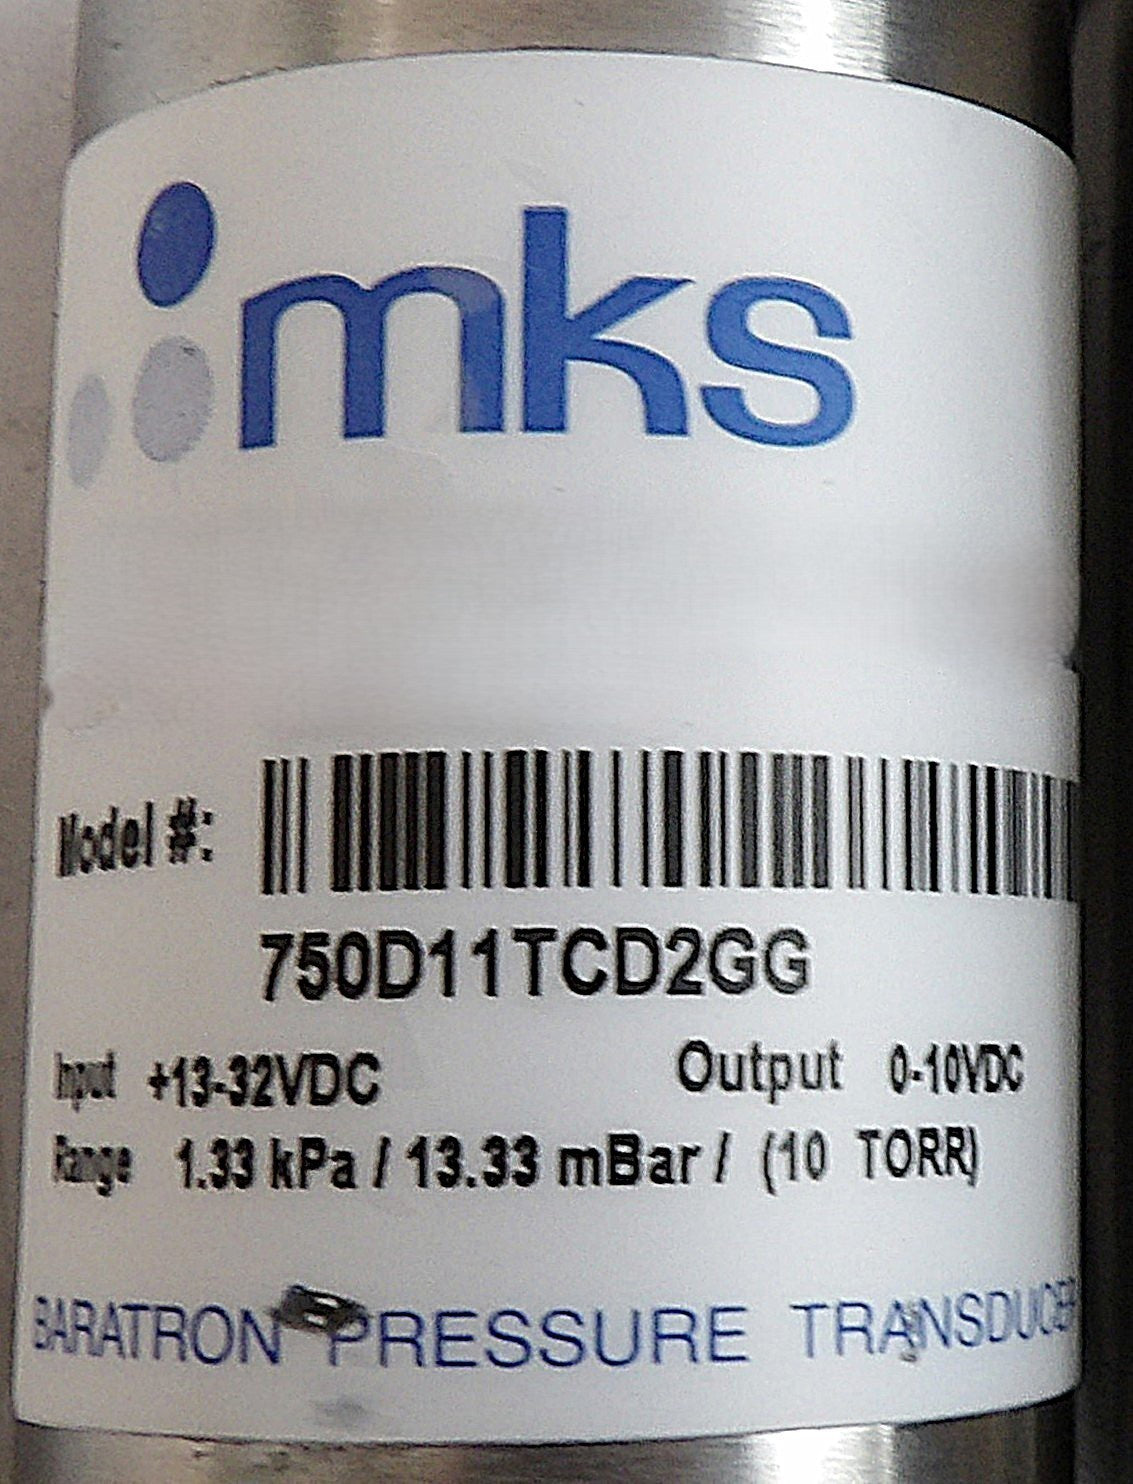 mks
Model #:
750D11TCD2GG
Input +13-32VDC Output 0-10VDC
Range 1.33 kPa / 13.33 mBar / (10 TORR)
BARATRON PRESSURE TRANSDUCER